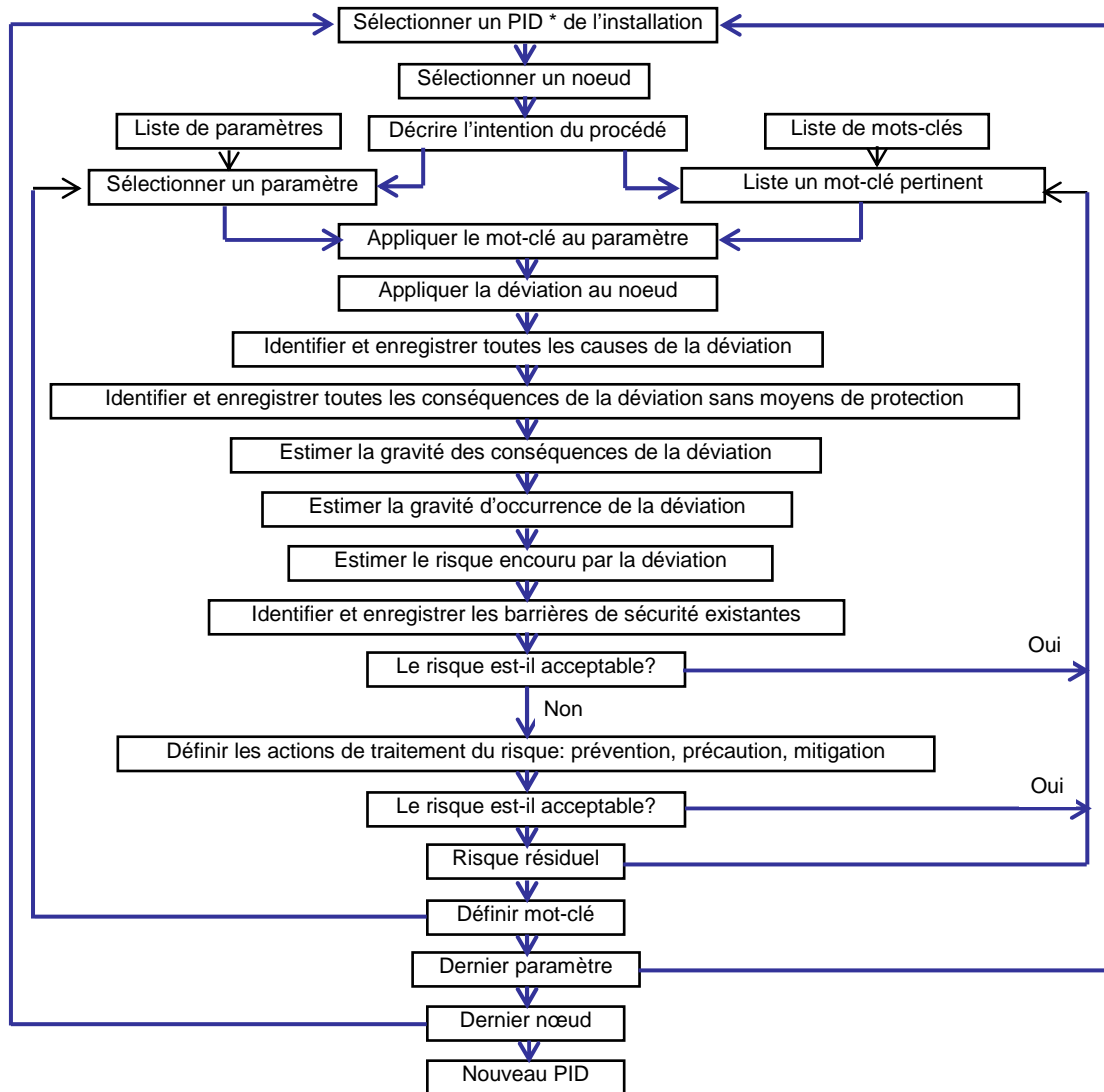 Sélectionner un PID * de l'installation
Sélectionner un noeud
Liste de paramètres
Décrire l'intention du procédé
Liste de mots-clés
Sélectionner un paramètre
Liste un mot-clé pertinent
Appliquer le mot-clé au paramètre
Appliquer la déviation au noeud
Identifier et enregistrer toutes les causes de la déviation
Identifier et enregistrer toutes les conséquences de la déviation sans moyens de protection
Estimer la gravité des conséquences de la déviation
Estimer la gravité d'occurrence de la déviation
Estimer le risque encouru par la déviation
Identifier et enregistrer les barrières de sécurité existantes
Oui
Le risque est-il acceptable?
Non
Définir les actions de traitement du risque: prévention, précaution, mitigation
Oui
Le risque est-il acceptable?
Risque résiduel
Définir mot-clé
Dernier paramètre
Dernier nœud
Nouveau PID